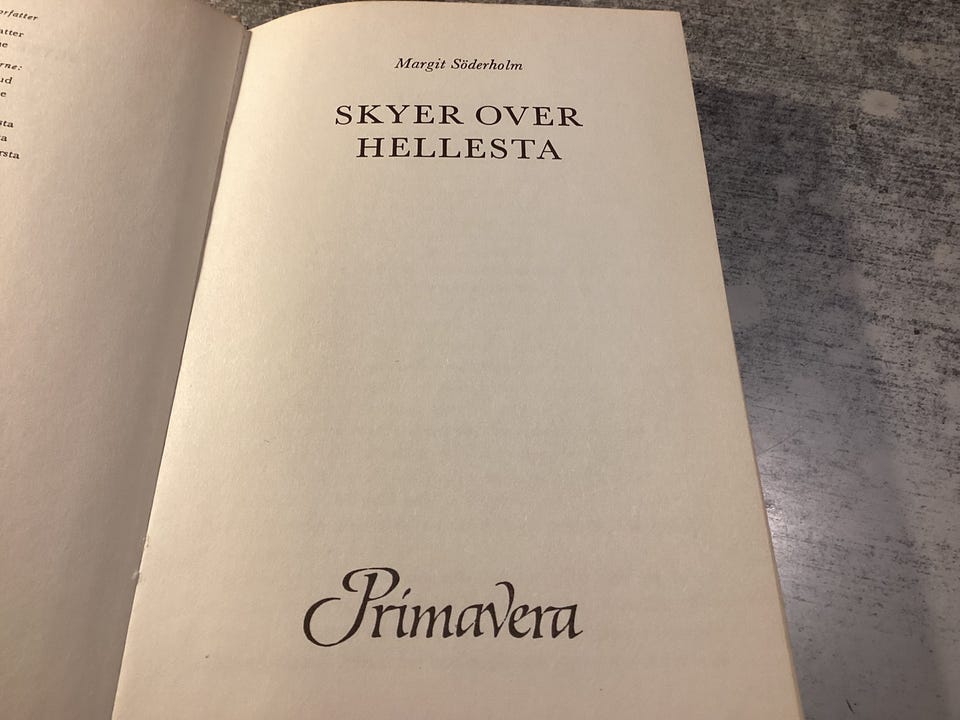 Margit Söderholm
SKYER OVER
HELLESTA
Primavera